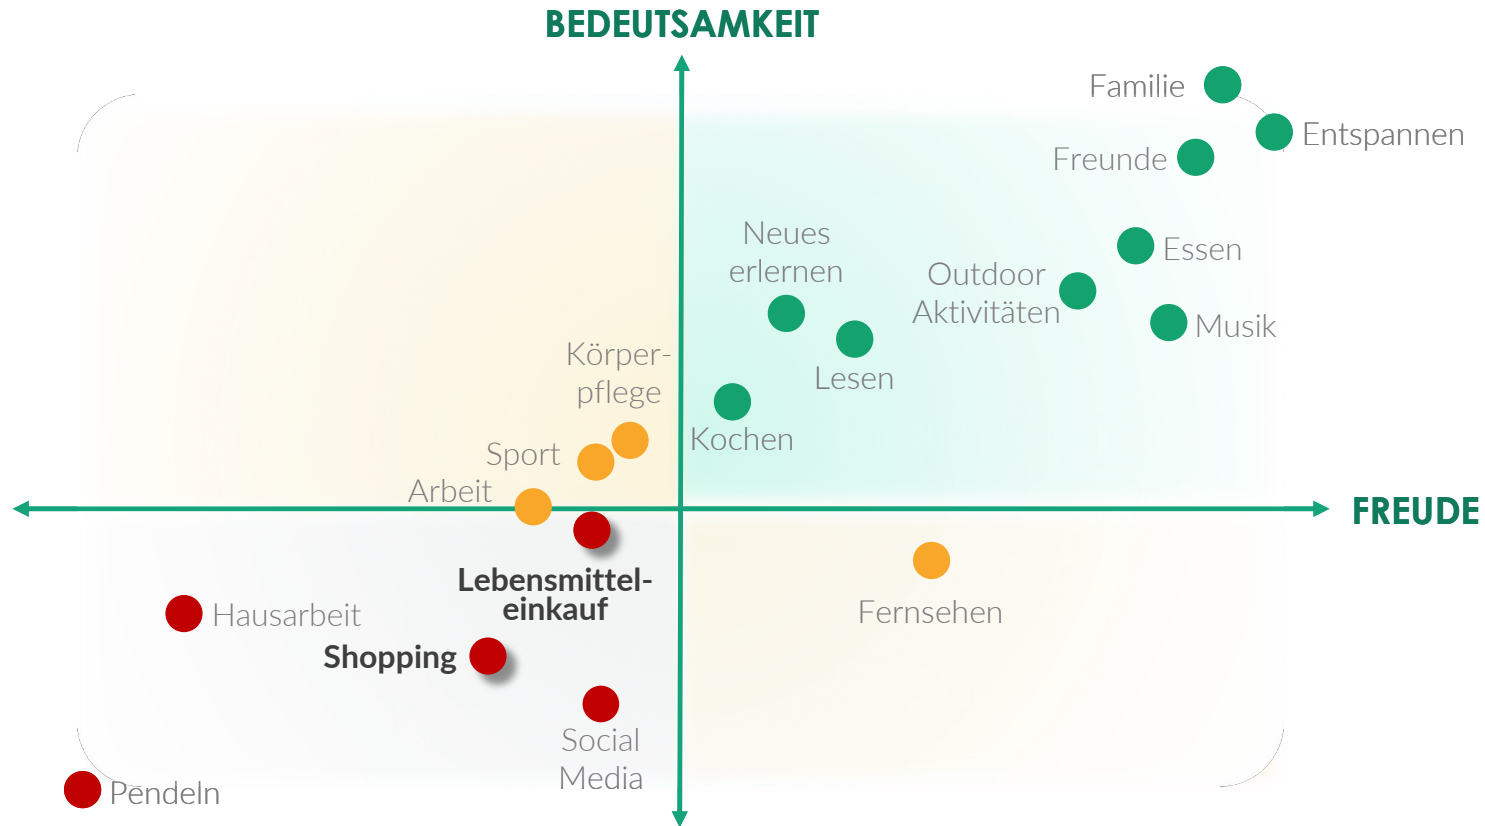 BEDEUTSAMKEIT
Familie
Entspannen
Freunde
Neues
erlernen
Essen
Outdoor
Aktivitäten
Musik
Körper-
pflege
Lesen
Kochen
Sport
Arbeit
FREUDE
Lebensmittel-
einkauf
Fernsehen
Hausarbeit
Shopping
Social
Media
Pendeln